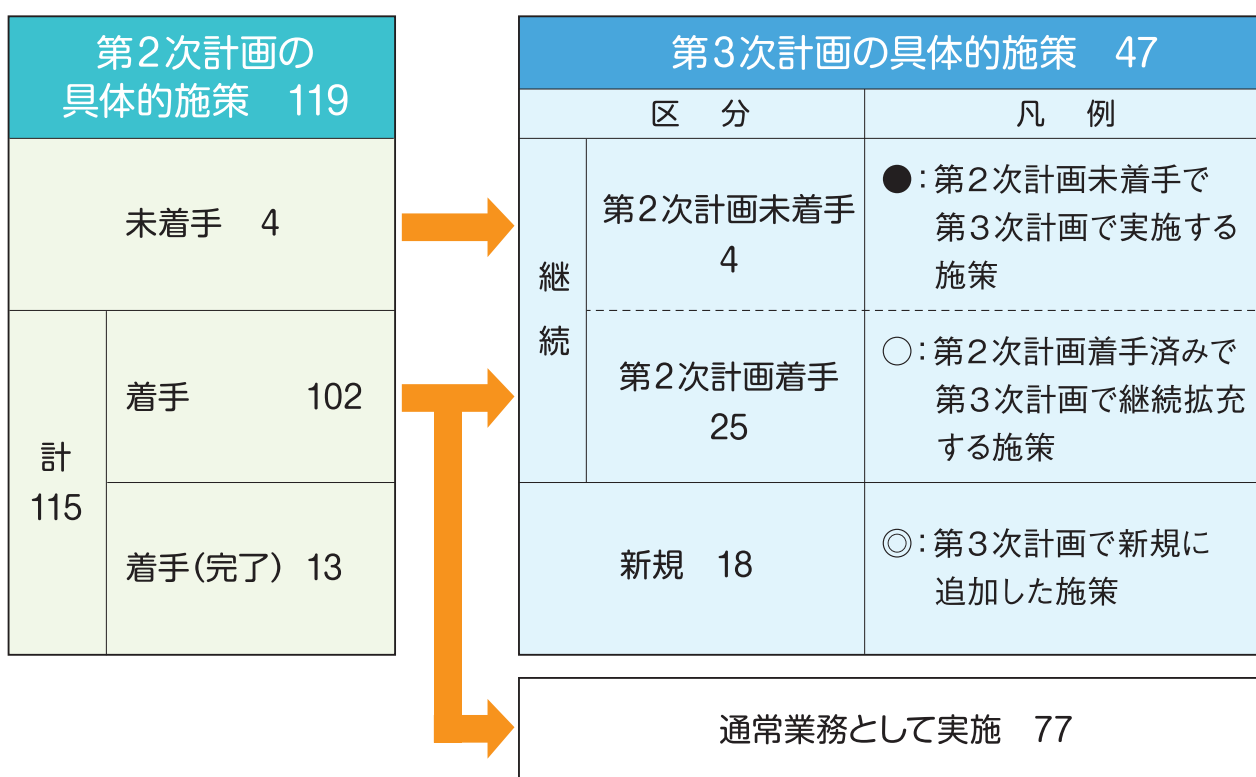 第2次計画の
具体的施策　119
未着手　4
計
115
着手　102
着手(完了)　13
第3次計画の具体的施策　47
区　分
凡　例
継
続
第2次計画未着手
4
●:第2次計画未着手で
第3次計画で実施する
施策
第2次計画着手
25
○:第2次計画着手済みで
第3次計画で継続拡充
する施策
新規　18
◎:第3次計画で新規に
追加した施策
通常業務として実施　77